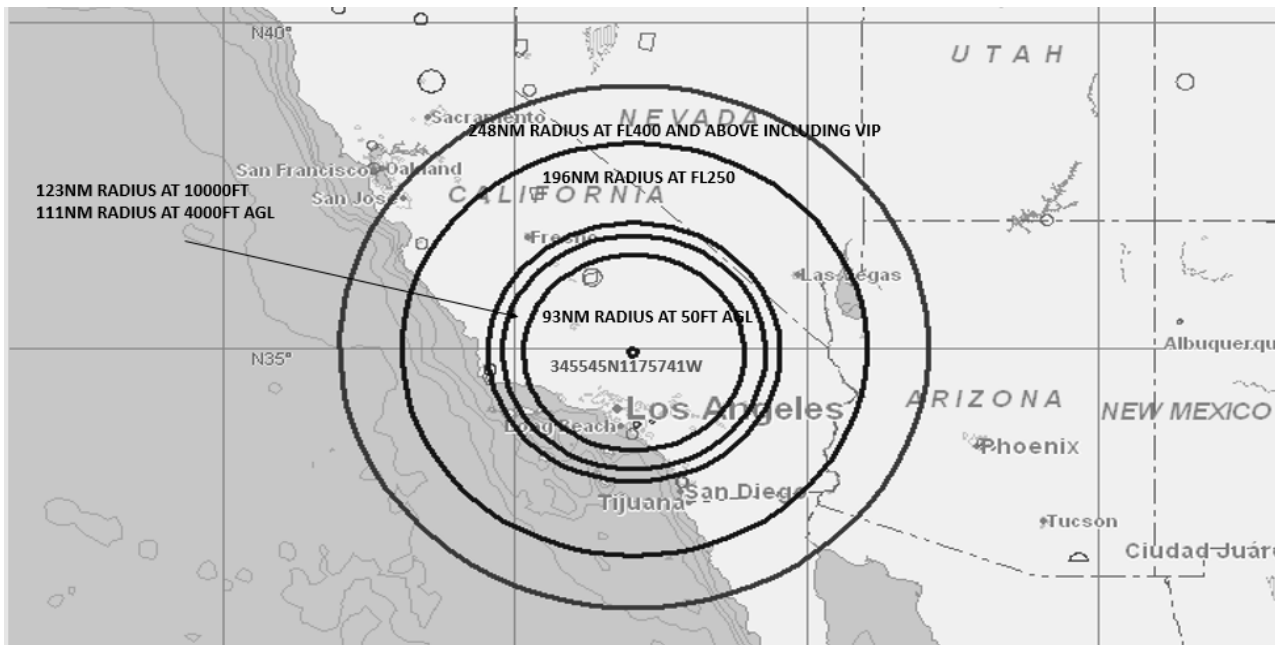 N40°
UTAH
Sacramento
NEVADA
248NM RADIUS AT FL400 AND ABOVE INCLUDING VIP
San Francisco
Oakland
196NM RADIUS AT FL250
123NM RADIUS AT 10000FT
San Jose
CALIFORNIA
111NM RADIUS AT 4000FT AGL
Fresno
Las Vegas
93NM RADIUS AT 50FT AGL
Albuquerqu
N35°
345545N1175741W
Los Angeles
ARIZONA
NEW MEXICO
Long Beach
Phoenix
San Diego
Tijuana
Tucson
Ciudad Juár